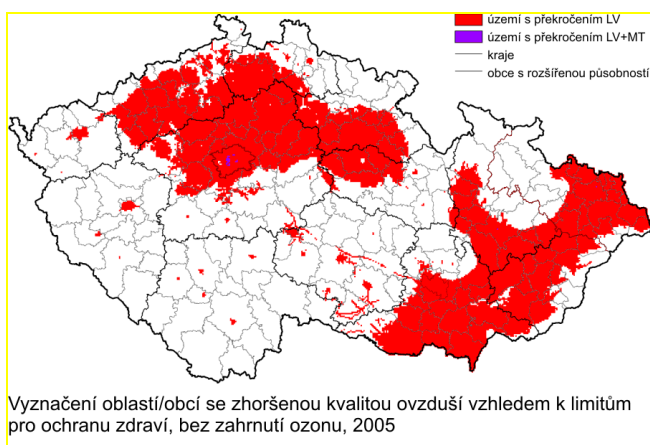 území s překročením LV
území s překročením LV+MT
kraje
obce s rozšířenou působností
Vyznačení oblastí/obcí se zhoršenou kvalitou ovzduší vzhledem k limitům
pro ochranu zdraví, bez zahrnutí ozonu, 2005